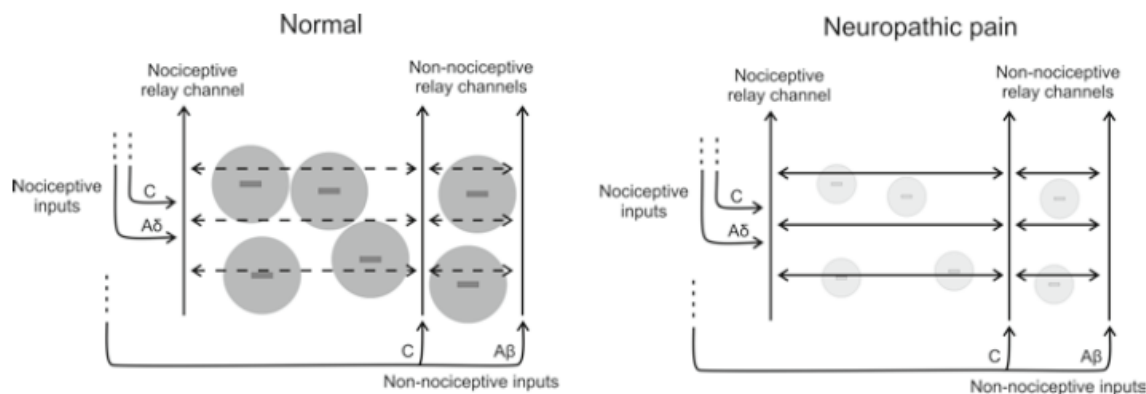 Normal
Nociceptive
relay channel
Non-nociceptive
relay channels
Nociceptive
inputs
C
Aδ
C
Aβ
Non-nociceptive inputs
Neuropathic pain
Nociceptive
relay channel
Non-nociceptive
relay channels
Nociceptive
inputs
C
Aδ
C
Aβ
Non-nociceptive inputs